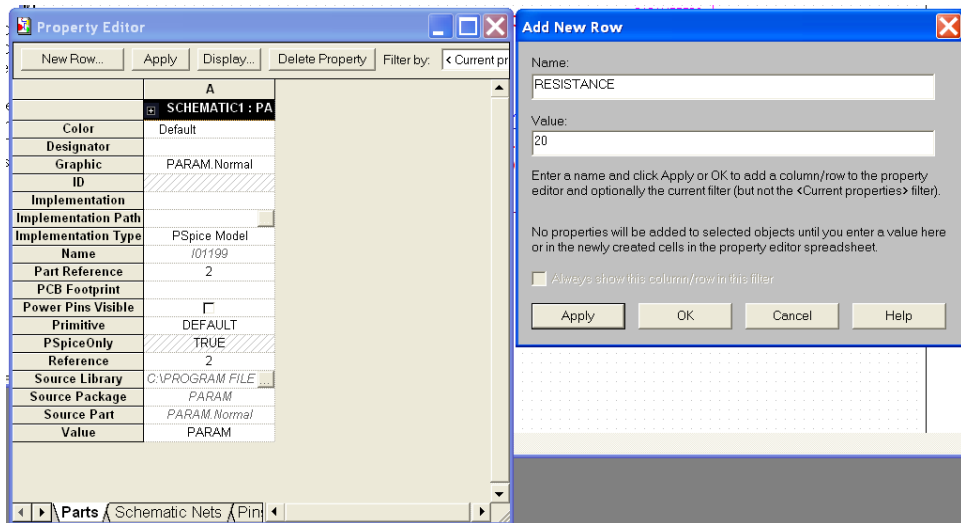 Property Editor
New Row... Apply Display... Delete Property Filter by: < Current pr
A
SCHEMATIC1 : PA
Color Default
Designator
Graphic PARAM.Normal
ID
Implementation
Implementation Path
Implementation Type PSpice Model
Name I01199
Part Reference 2
PCB Footprint
Power Pins Visible
Primitive DEFAULT
PSpiceOnly TRUE
Reference 2
Source Library C:\PROGRAM FILE ...
Source Package PARAM
Source Part PARAM.Normal
Value PARAM
Parts Schematic Nets Pin
Add New Row
Name:
RESISTANCE
Value:
20
Enter a name and click Apply or OK to add a column/row to the property
editor and optionally the current filter (but not the <Current properties> filter).
No properties will be added to selected objects until you enter a value here
or in the newly created cells in the property editor spreadsheet.
Always show this column/row in this filter
Apply OK Cancel Help